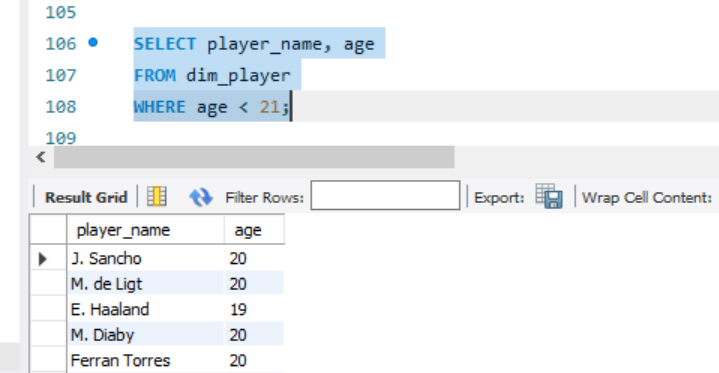 105
106 SELECT player_name, age
107 FROM dim_player
108 WHERE age < 21;
109
Result Grid Filter Rows: Export: Wrap Cell Content:
player_name age
J. Sancho 20
M. de Ligt 20
E. Haaland 19
M. Diaby 20
Ferran Torres 20